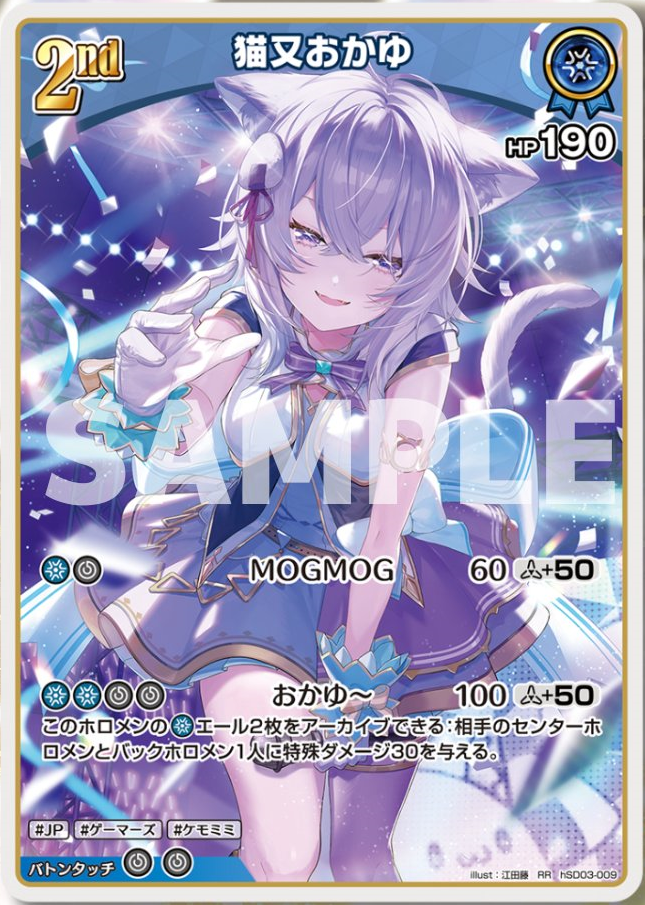 2nd
猫又おかゆ
HP190
SAMPLE
MOGMOG 60 +50
おかゆ〜 100 +50
このホロメンのエール2枚をアーカイブできる:相手のセンターホ
ロメンとバックホロメン1人に特殊ダメージ30を与える。
#JP #ゲーマーズ #ケモミミ
バトンタッチ
illust:江田藤 RR hSD03-009